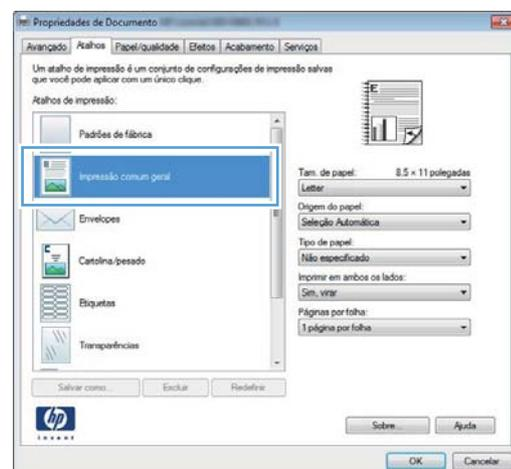 Propriedades de Documento
Avançado Atalhos Papel/qualidade Efeitos Acabamento Serviços
Um atalho de impressão é um conjunto de configurações de impressão salvas
que você pode aplicar com um único clique.
Atalhos de impressão:
Padrões de fábrica
Impressão comum geral
Envelopes
Cartolina/pesado
Etiquetas
Transparências
Salvar como... Excluir Redefinir
E
Tam. de papel: 8.5 × 11 polegadas
Letter
Origem do papel:
Seleção Automática
Tipo de papel:
Não especificado
Imprimir em ambos os lados:
Sim, virar
Páginas por folha:
1 página por folha
hp
invent
Sobre... Ajuda
OK Cancelar